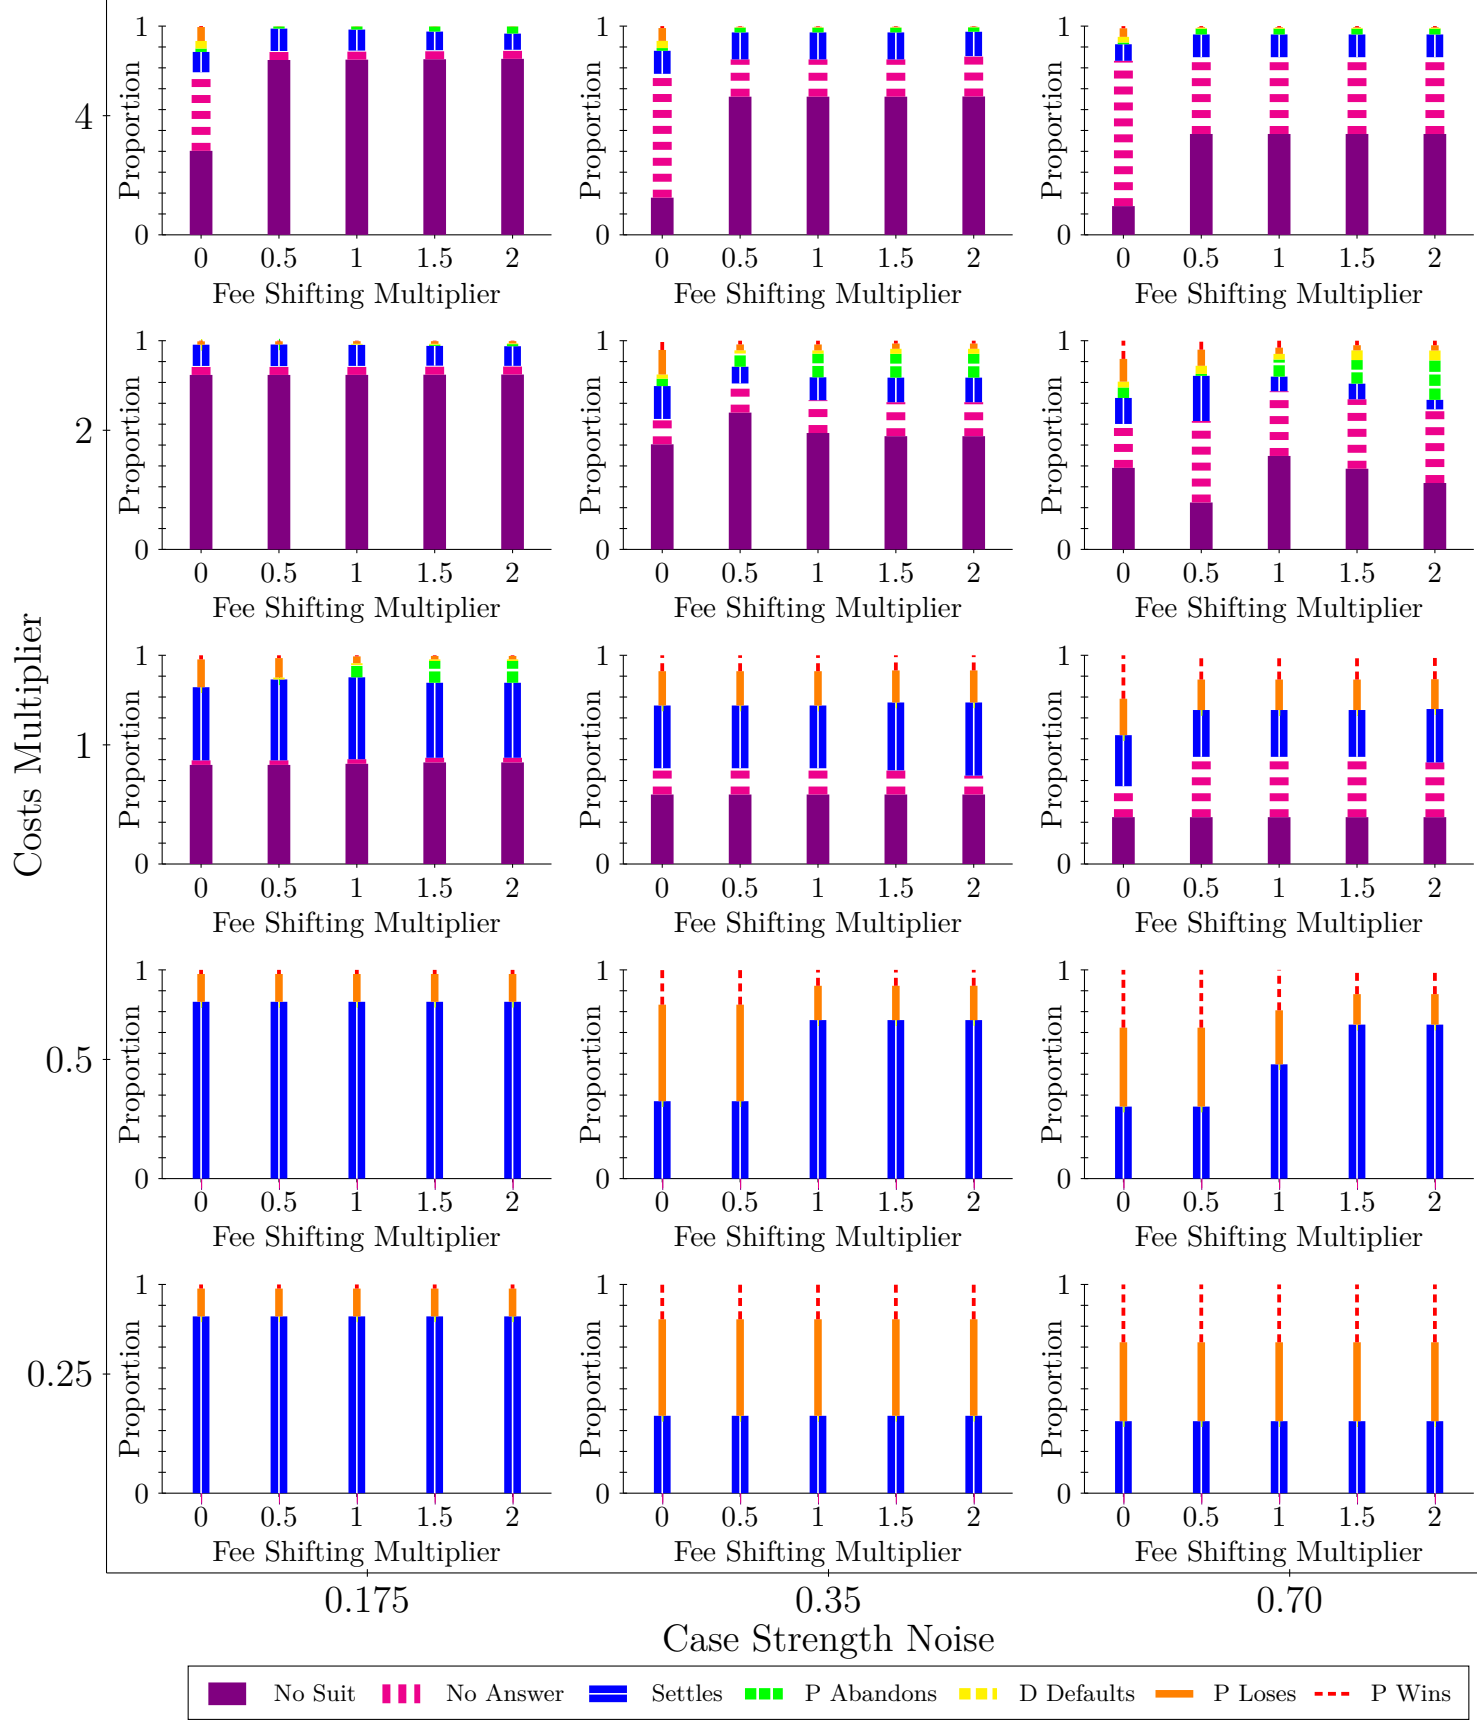 1 1 1
Proportion Proportion Proportion
4
0 0 0
0 0.5 1 1.5 2 0 0.5 1 1.5 2 0 0.5 1 1.5 2
Fee Shifting Multiplier Fee Shifting Multiplier Fee Shifting Multiplier
1 1 1
Proportion Proportion Proportion
2
0 0 0
0 0.5 1 1.5 2 0 0.5 1 1.5 2 0 0.5 1 1.5 2
Fee Shifting Multiplier Fee Shifting Multiplier Fee Shifting Multiplier
Costs Multiplier
1 1 1
Proportion Proportion Proportion
1
0 0 0
0 0.5 1 1.5 2 0 0.5 1 1.5 2 0 0.5 1 1.5 2
Fee Shifting Multiplier Fee Shifting Multiplier Fee Shifting Multiplier
1 1 1
Proportion Proportion Proportion
0.5
0 0 0
0 0.5 1 1.5 2 0 0.5 1 1.5 2 0 0.5 1 1.5 2
Fee Shifting Multiplier Fee Shifting Multiplier Fee Shifting Multiplier
1 1 1
Proportion Proportion Proportion
0.25
0 0 0
0 0.5 1 1.5 2 0 0.5 1 1.5 2 0 0.5 1 1.5 2
Fee Shifting Multiplier Fee Shifting Multiplier Fee Shifting Multiplier
0.175 0.35 0.70
Case Strength Noise
No Suit No Answer Settles P Abandons D Defaults P Loses P Wins